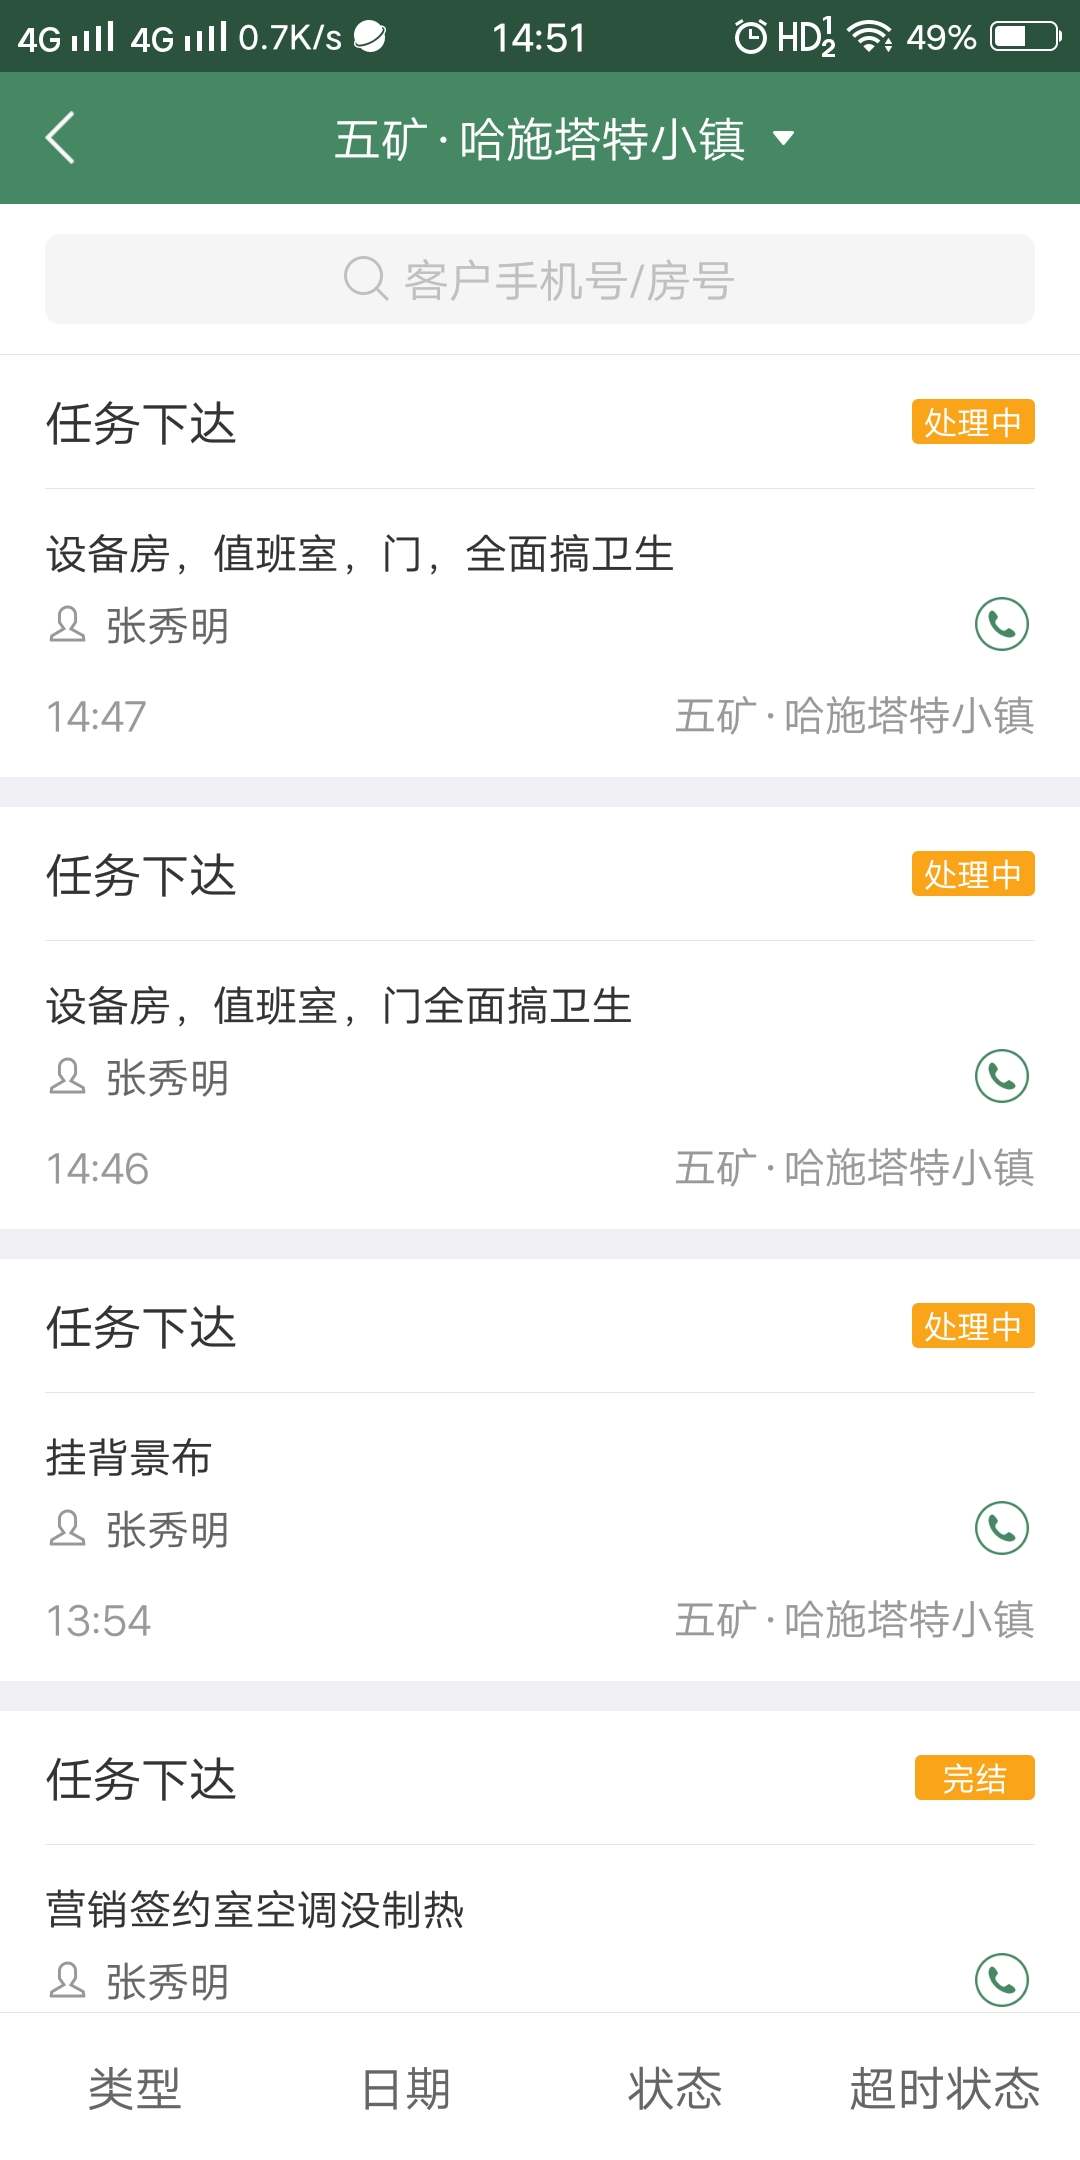 4G 4G 0.7K/s 14:51 HD 1 2 49%
五矿·哈施塔特小镇
客户手机号/房号
任务下达 处理中
设备房，值班室，门，全面搞卫生
张秀明
14:47 五矿·哈施塔特小镇
任务下达 处理中
设备房，值班室，门全面搞卫生
张秀明
14:46 五矿·哈施塔特小镇
任务下达 处理中
挂背景布
张秀明
13:54 五矿·哈施塔特小镇
任务下达 完结
营销签约室空调没制热
张秀明
类型 日期 状态 超时状态